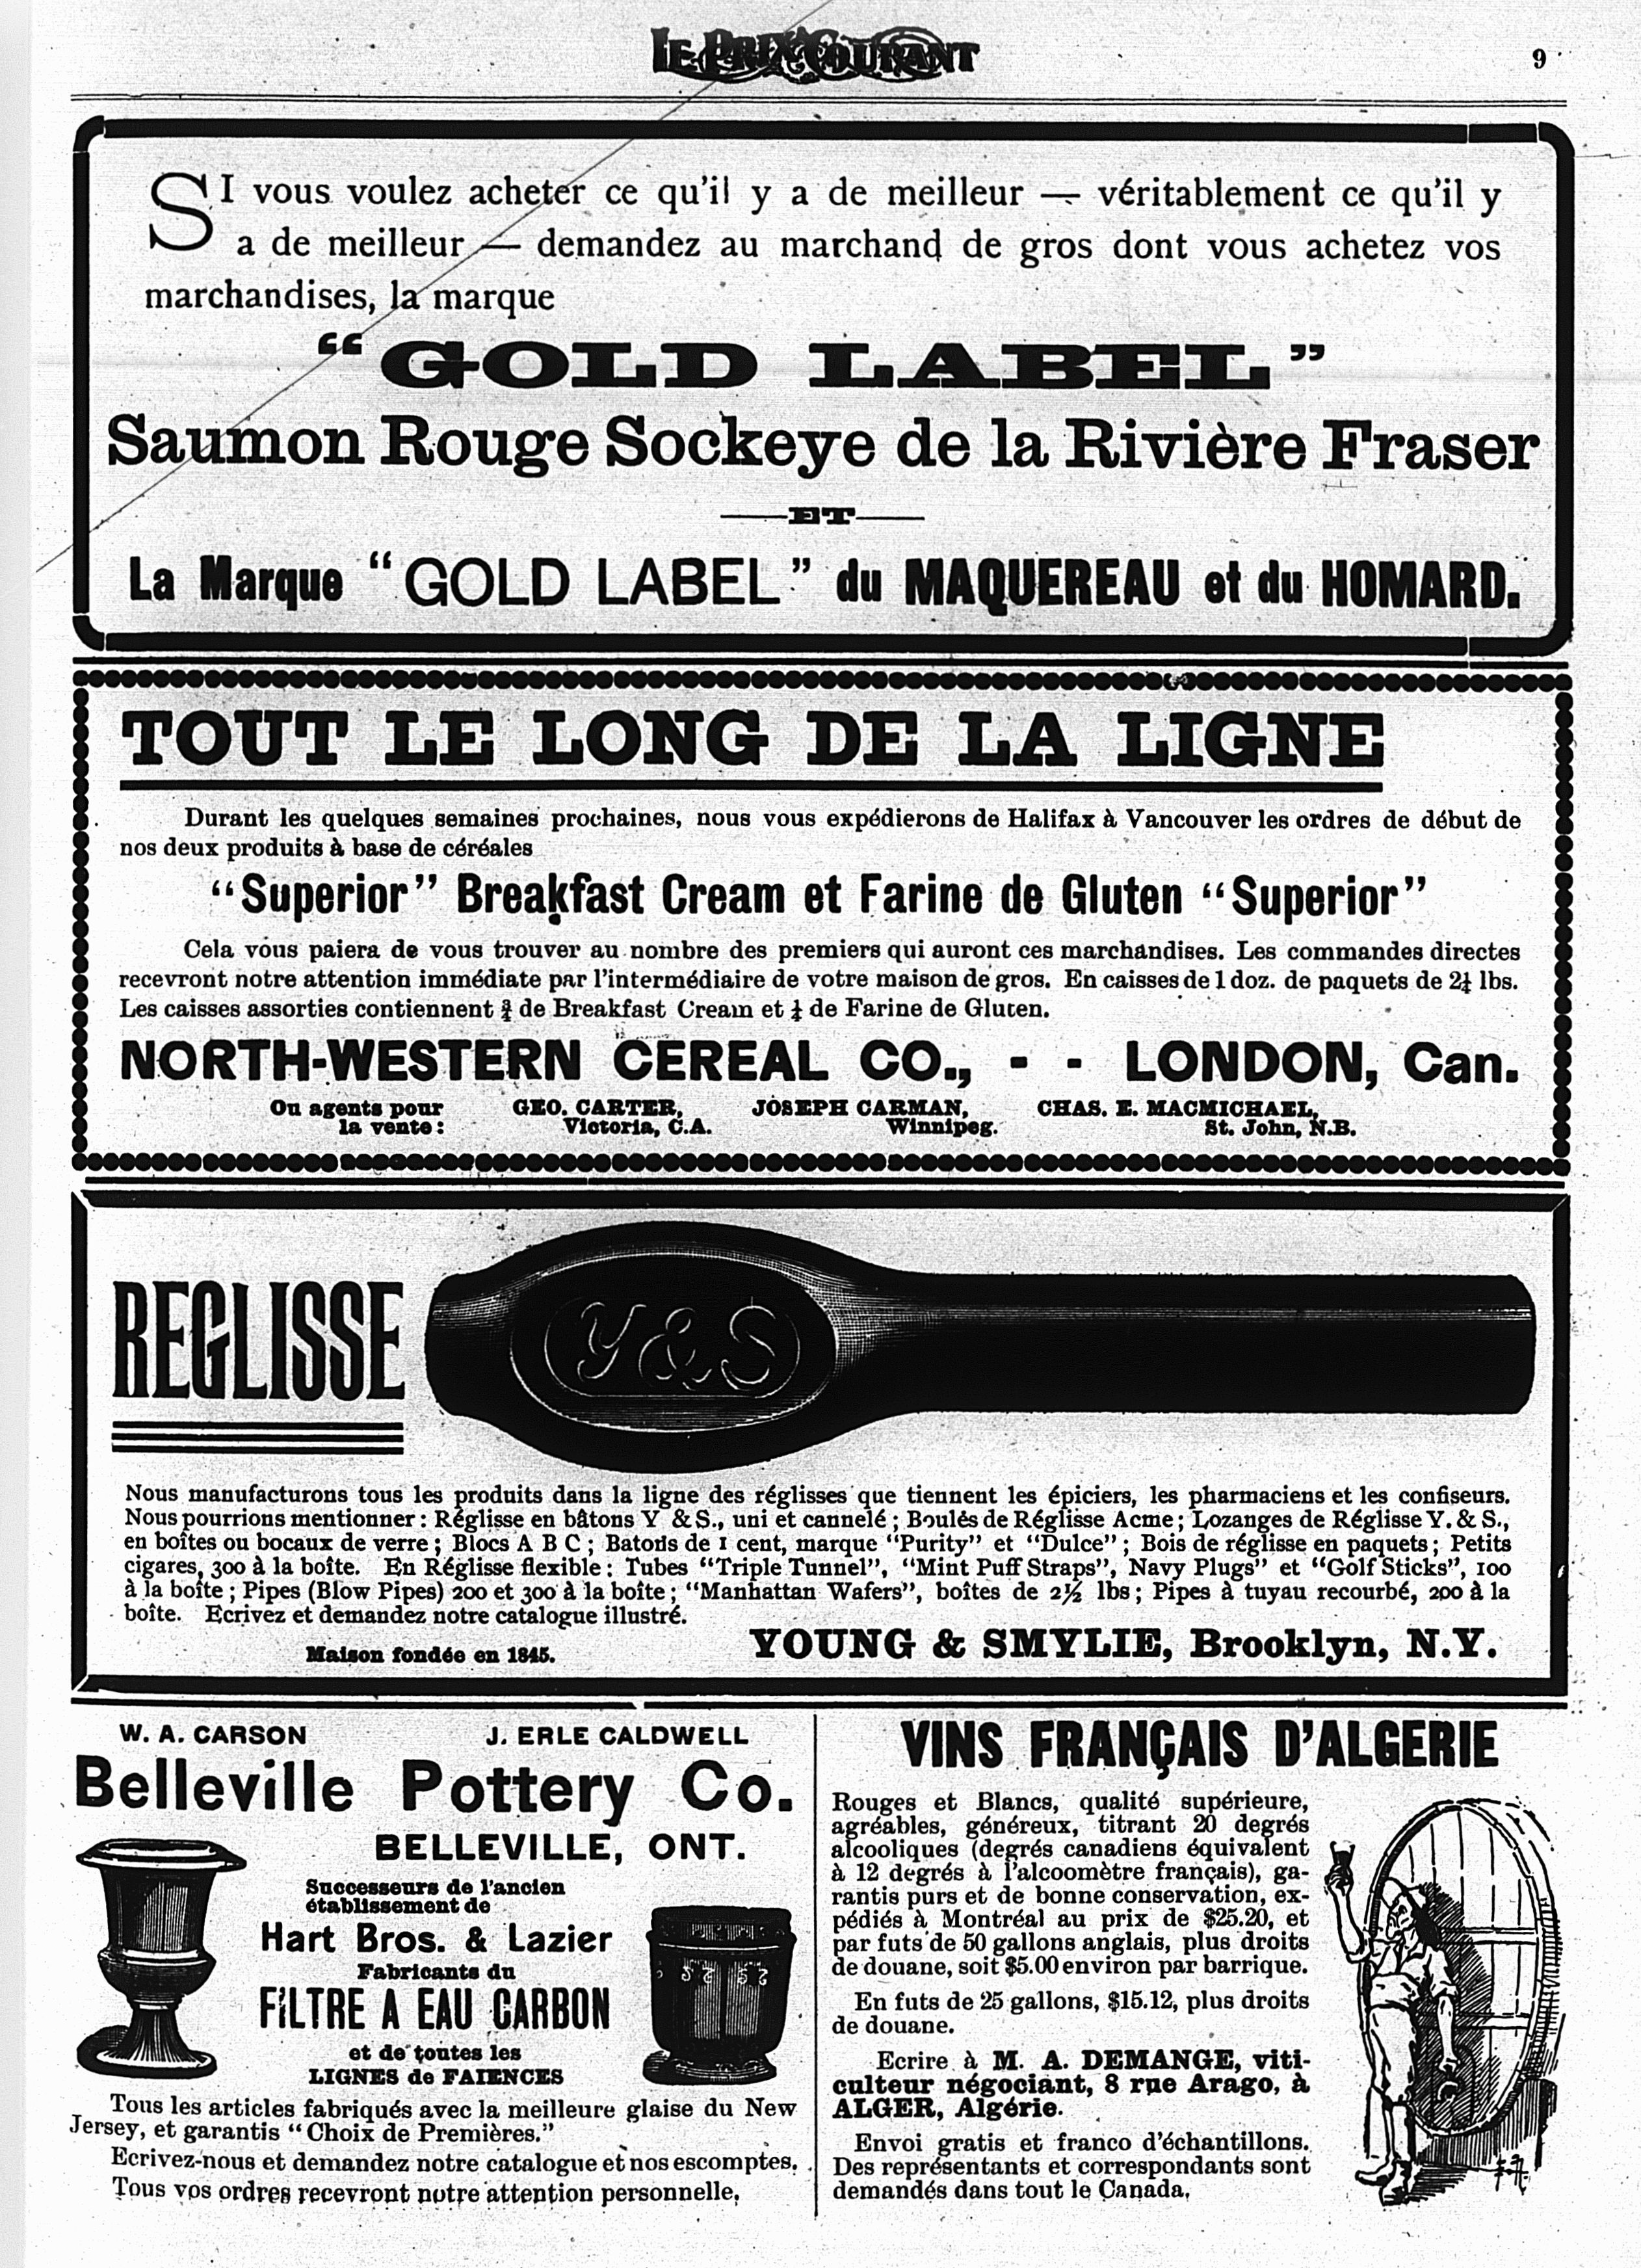 LE PRIX COURANT
9
SI vous voulez acheter ce qu'il y a de meilleur — véritablement ce qu'il y
a de meilleur — demandez au marchand de gros dont vous achetez vos
marchandises, la marque
“GOLD LABEL”
Saumon Rouge Sockeye de la Rivière Fraser
—ET—
La Marque “GOLD LABEL” du MAQUEREAU et du HOMARD.
TOUT LE LONG DE LA LIGNE
Durant les quelques semaines prochaines, nous vous expédierons de Halifax à Vancouver les ordres de début de
nos deux produits à base de céréales
“Superior” Breakfast Cream et Farine de Gluten “Superior”
Cela vous paiera de vous trouver au nombre des premiers qui auront ces marchandises. Les commandes directes
recevront notre attention immédiate par l'intermédiaire de votre maison de gros. En caisses de 1 doz. de paquets de 2¼ lbs.
Les caisses assorties contiennent ¾ de Breakfast Cream et ¼ de Farine de Gluten.
NORTH-WESTERN CEREAL CO., - - LONDON, Can.
Ou agents pour la vente :
GEO. CARTER, Victoria, C.A.
JOSEPH CARMAN, Winnipeg.
CHAS. E. MACMICHAEL, St. John, N.B.
REGLISSE
Y & S
Nous manufacturons tous les produits dans la ligne des réglisses que tiennent les épiciers, les pharmaciens et les confiseurs.
Nous pourrions mentionner : Réglisse en bâtons Y & S., uni et cannelé ; Boulès de Réglisse Acme ; Lozanges de Réglisse Y. & S.,
en boîtes ou bocaux de verre ; Blocs A B C ; Batons de 1 cent, marque “Purity” et “Dulce” ; Bois de réglisse en paquets ; Petits
cigares, 300 à la boîte. En Réglisse flexible : Tubes “Triple Tunnel”, “Mint Puff Straps”, Navy Plugs” et “Golf Sticks”, 100
à la boîte ; Pipes (Blow Pipes) 200 et 300 à la boîte ; “Manhattan Wafers”, boîtes de 2½ lbs ; Pipes à tuyau recourbé, 200 à la
boîte. Ecrivez et demandez notre catalogue illustré.
Maison fondée en 1845.
YOUNG & SMYLIE, Brooklyn, N.Y.
W. A. CARSON J. ERLE CALDWELL
Belleville Pottery Co.
BELLEVILLE, ONT.
Successeurs de l'ancien
établissement de
Hart Bros. & Lazier
Fabricants du
FILTRE A EAU CARBON
et de toutes les
LIGNES de FAIENCES
Tous les articles fabriqués avec la meilleure glaise du New
Jersey, et garantis “Choix de Premières.”
Ecrivez-nous et demandez notre catalogue et nos escomptes.
Tous vos ordres recevront notre attention personnelle,
VINS FRANÇAIS D'ALGERIE
Rouges et Blancs, qualité supérieure,
agréables, généreux, titrant 20 degrés
alcooliques (degrés canadiens équivalent
à 12 degrés à l'alcoomètre français), ga-
rantis purs et de bonne conservation, ex-
pédiés à Montréal au prix de $25.20, et
par futs de 50 gallons anglais, plus droits
de douane, soit $5.00 environ par barrique.
En futs de 25 gallons, $15.12, plus droits
de douane.
Ecrire à M. A. DEMANGE, viti-
culteur négociant, 8 rue Arago, à
ALGER, Algérie.
Envoi gratis et franco d'échantillons.
Des représentants et correspondants sont
demandés dans tout le Canada.